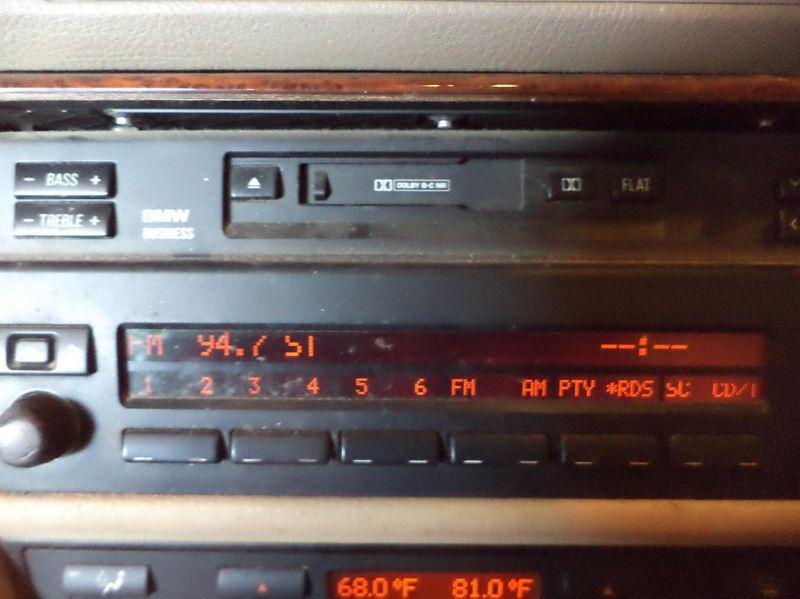 - BASS +
DOLBY B-C NR
FLAT
- TREBLE +
BMW
BUSINESS
FM 94.7 ST --:--
1 2 3 4 5 6 FM AM PTY *RDS SC CD/T
68.0°F 81.0°F